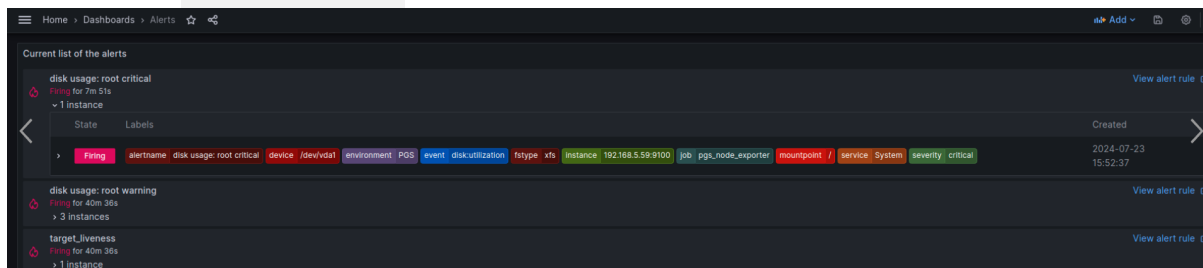 Home › Dashboards › Alerts
Add
Current list of the alerts
disk usage: root critical
View alert rule
Firing for 7m 51s
1 instance
State Labels Created
Firing alertname disk usage: root critical device /dev/vda1 environment PGS event disk:utilization fstype xfs instance 192.168.5.59:9100 job pgs_node_exporter mountpoint / service System severity critical
2024-07-23
15:52:37
disk usage: root warning
View alert rule
Firing for 40m 36s
3 instances
target_liveness
View alert rule
Firing for 40m 36s
1 instance